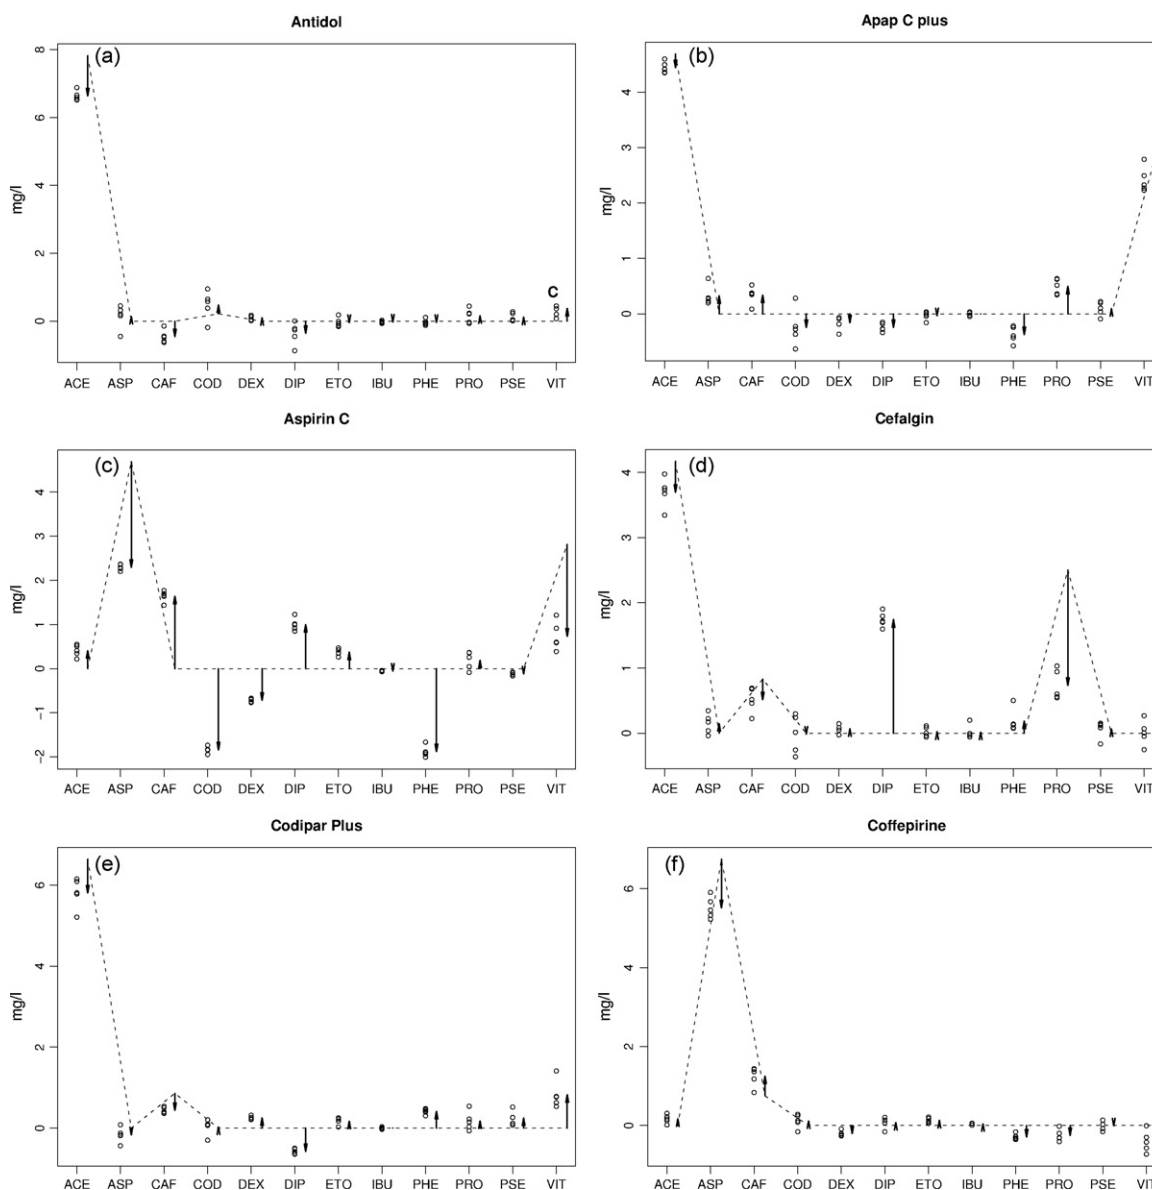 Antidol
(a)
mg/l
8
6
4
2
0
C
ACE ASP CAF COD DEX DIP ETO IBU PHE PRO PSE VIT
Apap C plus
(b)
mg/l
4
3
2
1
0
ACE ASP CAF COD DEX DIP ETO IBU PHE PRO PSE VIT
Aspirin C
(c)
mg/l
4
3
2
1
0
−1
−2
ACE ASP CAF COD DEX DIP ETO IBU PHE PRO PSE VIT
Cefalgin
(d)
mg/l
4
3
2
1
0
ACE ASP CAF COD DEX DIP ETO IBU PHE PRO PSE VIT
Codipar Plus
(e)
mg/l
6
4
2
0
ACE ASP CAF COD DEX DIP ETO IBU PHE PRO PSE VIT
Coffepirine
(f)
mg/l
6
4
2
0
ACE ASP CAF COD DEX DIP ETO IBU PHE PRO PSE VIT